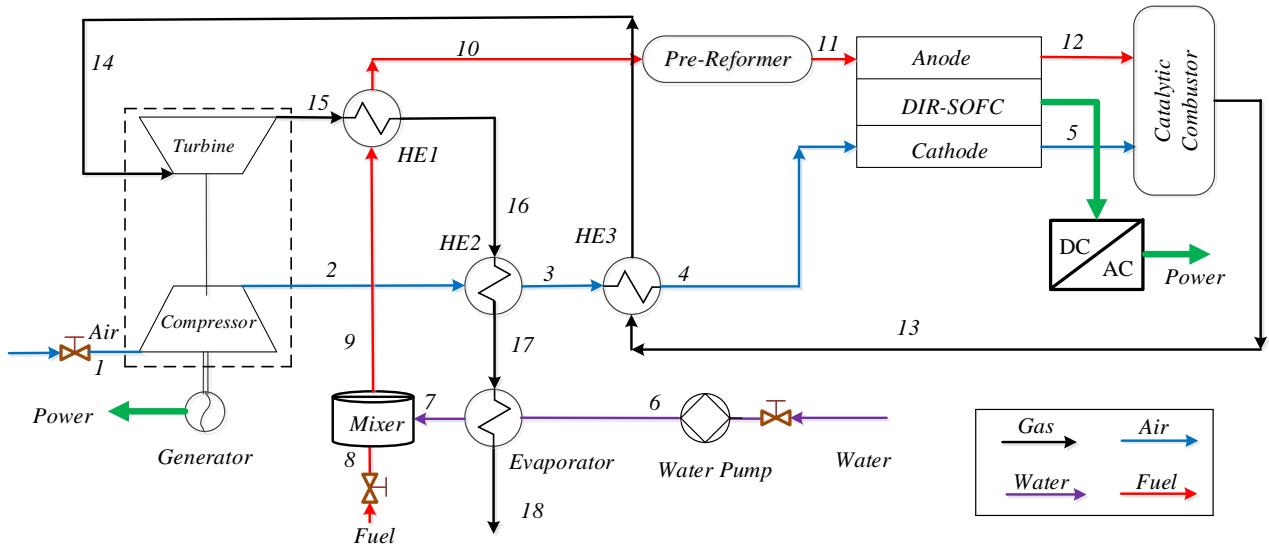 14
10
Pre-Reformer
11
Anode
12
DIR-SOFC
Cathode
5
Catalytic
Combustor
15
Turbine
HE1
16
HE2
HE3
2
3
4
DC
AC
Power
Compressor
Air
1
9
17
13
Power
Generator
Mixer
7
6
8
Evaporator
Water Pump
Water
18
Fuel
Gas
Air
Water
Fuel